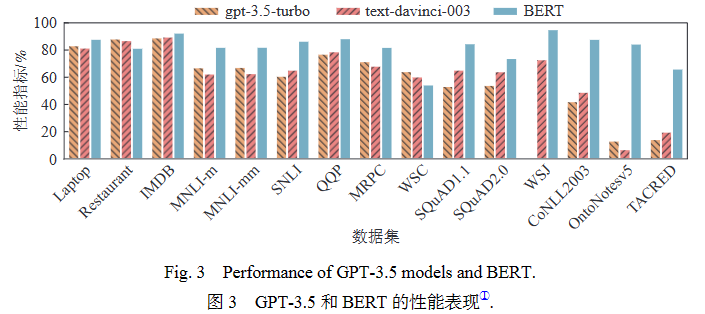 gpt-3.5-turbo text-davinci-003 BERT
100
80
60
40
20
0
性能指标/%
Laptop
Restaurant
IMDB
MNLI-m
MNLI-mm
SNLI
QQP
MRPC
WSC
SQuAD1.1
SQuAD2.0
WSJ
CoNLL2003
OntoNotesv5
TACRED
数据集
Fig. 3 Performance of GPT-3.5 models and BERT.
图 3 GPT-3.5 和 BERT 的性能表现①.